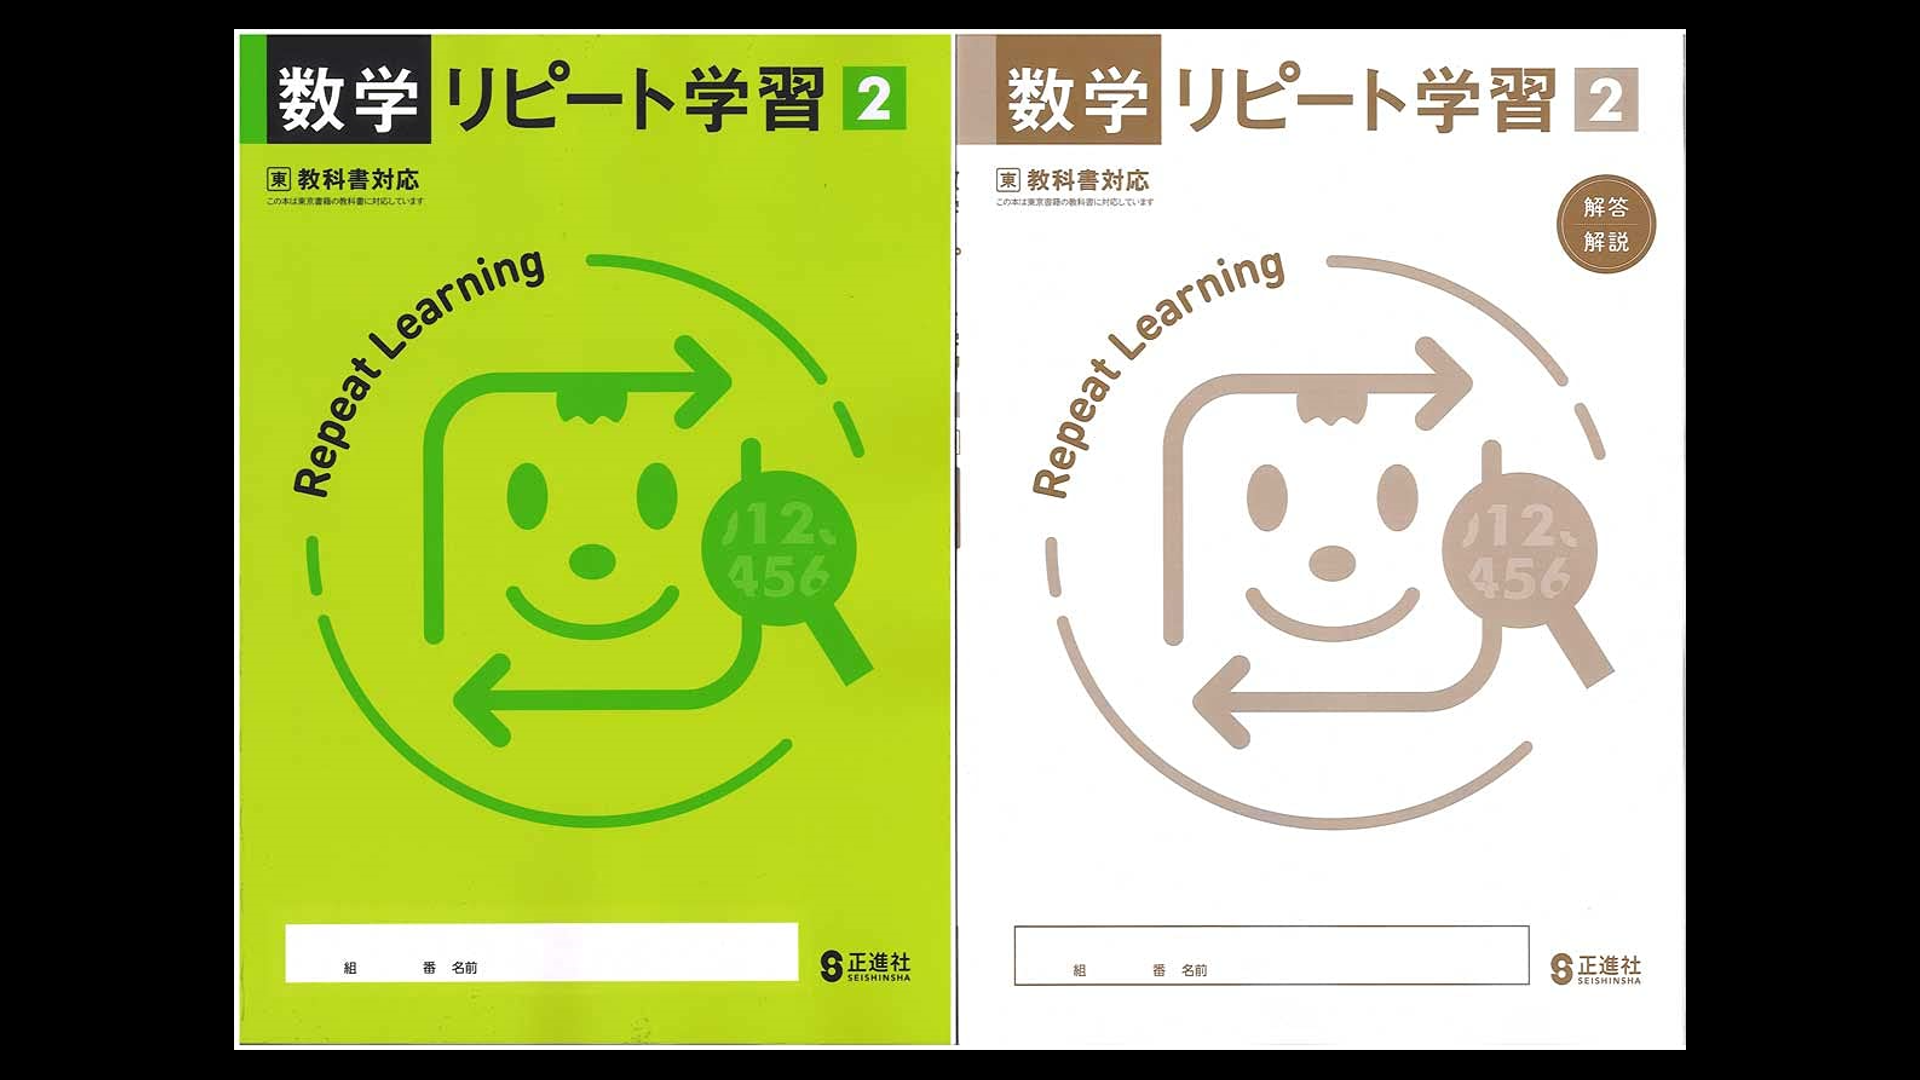 数学 リピート学習 2
東 教科書対応
この本は東京書籍の教科書に対応しています
Repeat Learning
012
456
組 番 名前
正進社
SEISHINSHA
数学 リピート学習 2
東 教科書対応
この本は東京書籍の教科書に対応しています
解答
解説
Repeat Learning
012
456
組 番 名前
正進社
SEISHINSHA